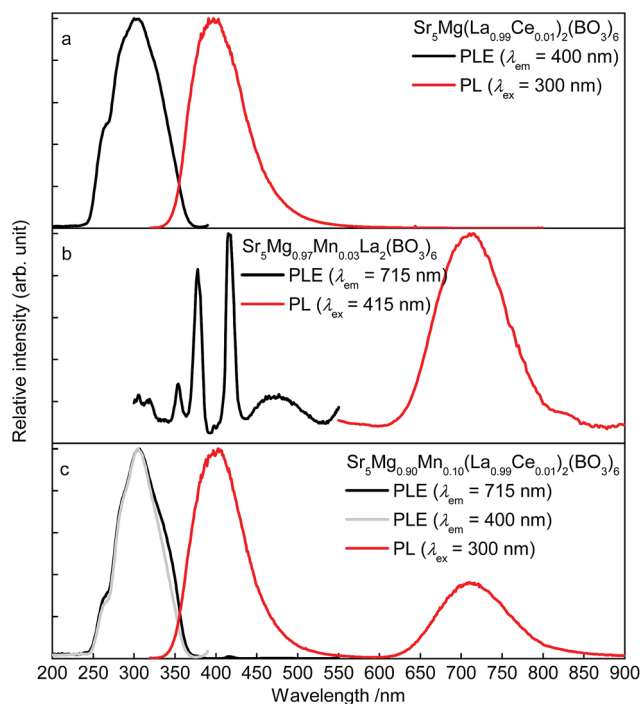 a
Sr₅Mg(La₀.₉₉Ce₀.₀₁)₂(BO₃)₆
PLE (λem = 400 nm)
PL (λex = 300 nm)
b
Sr₅Mg₀.₉₇Mn₀.₀₃La₂(BO₃)₆
PLE (λem = 715 nm)
PL (λex = 415 nm)
c
Sr₅Mg₀.₉₀Mn₀.₁₀(La₀.₉₉Ce₀.₀₁)₂(BO₃)₆
PLE (λem = 715 nm)
PLE (λem = 400 nm)
PL (λex = 300 nm)
Relative intensity (arb. unit)
200 250 300 350 400 450 500 550 600 650 700 750 800 850 900
Wavelength /nm